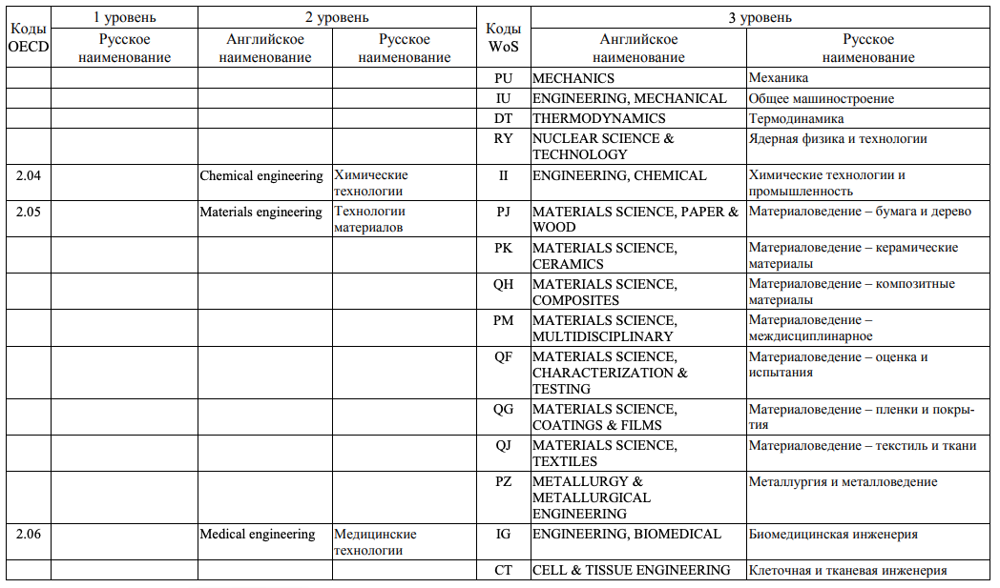 Коды OECD
1 уровень
2 уровень
Коды WoS
3 уровень
Русское наименование
Английское наименование
Русское наименование
Английское наименование
Русское наименование
PU MECHANICS Механика
IU ENGINEERING, MECHANICAL Общее машиностроение
DT THERMODYNAMICS Термодинамика
RY NUCLEAR SCIENCE & Ядерная физика и технологии
TECHNOLOGY
2.04 Chemical engineering Химические II ENGINEERING, CHEMICAL Химические технологии и
технологии промышленность
2.05 Materials engineering Технологии PJ MATERIALS SCIENCE, PAPER & Материаловедение – бумага и дерево
материалов WOOD
PK MATERIALS SCIENCE, Материаловедение – керамические
CERAMICS материалы
QH MATERIALS SCIENCE, Материаловедение – композитные
COMPOSITES материалы
PM MATERIALS SCIENCE, Материаловедение –
MULTIDISCIPLINARY междисциплинарное
QF MATERIALS SCIENCE, Материаловедение – оценка и
CHARACTERIZATION & испытания
TESTING
QG MATERIALS SCIENCE, Материаловедение – пленки и покры-
COATINGS & FILMS тия
QJ MATERIALS SCIENCE, Материаловедение – текстиль и ткани
TEXTILES
PZ METALLURGY & Металлургия и металловедение
METALLURGICAL
ENGINEERING
2.06 Medical engineering Медицинские IG ENGINEERING, BIOMEDICAL Биомедицинская инженерия
технологии
CT CELL & TISSUE ENGINEERING Клеточная и тканевая инженерия